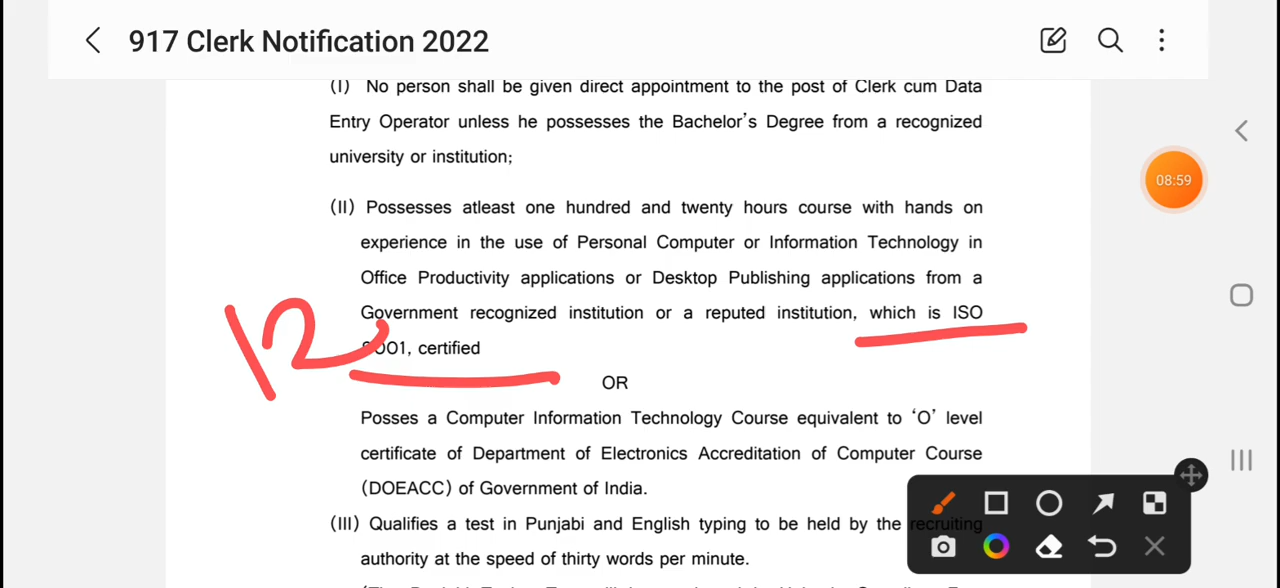 917 Clerk Notification 2022
(I) No person shall be given direct appointment to the post of Clerk cum Data
Entry Operator unless he possesses the Bachelor's Degree from a recognized
university or institution;
08:59
(II) Possesses atleast one hundred and twenty hours course with hands on
experience in the use of Personal Computer or Information Technology in
Office Productivity applications or Desktop Publishing applications from a
Government recognized institution or a reputed institution, which is ISO
9001, certified
12
OR
Posses a Computer Information Technology Course equivalent to 'O' level
certificate of Department of Electronics Accreditation of Computer Course
(DOEACC) of Government of India.
(III) Qualifies a test in Punjabi and English typing to be held by the recruiting
authority at the speed of thirty words per minute.